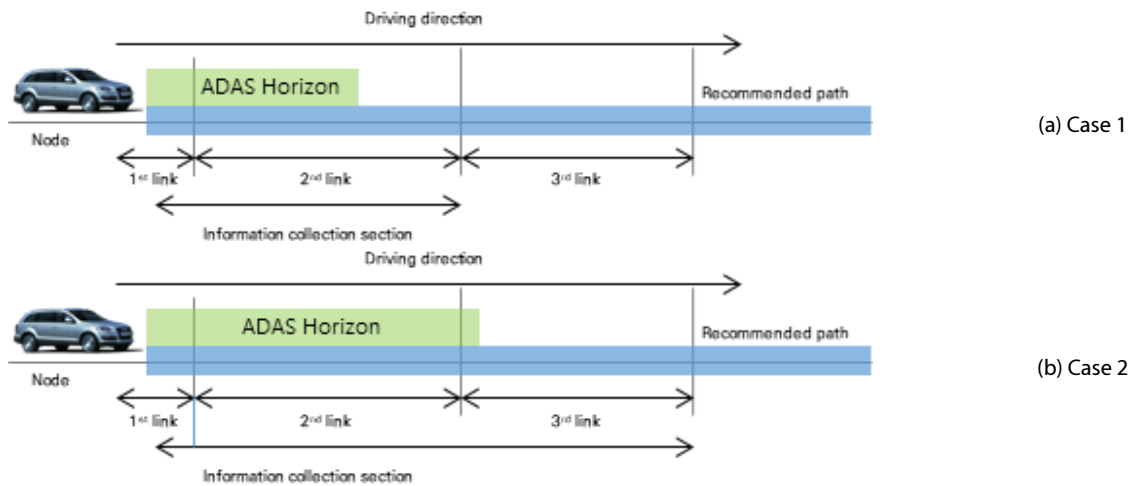 Driving direction
ADAS Horizon
Recommended path
(a) Case 1
Node
1st link 2nd link 3rd link
Information collection section
Driving direction
ADAS Horizon
Recommended path
(b) Case 2
Node
1st link 2nd link 3rd link
Information collection section